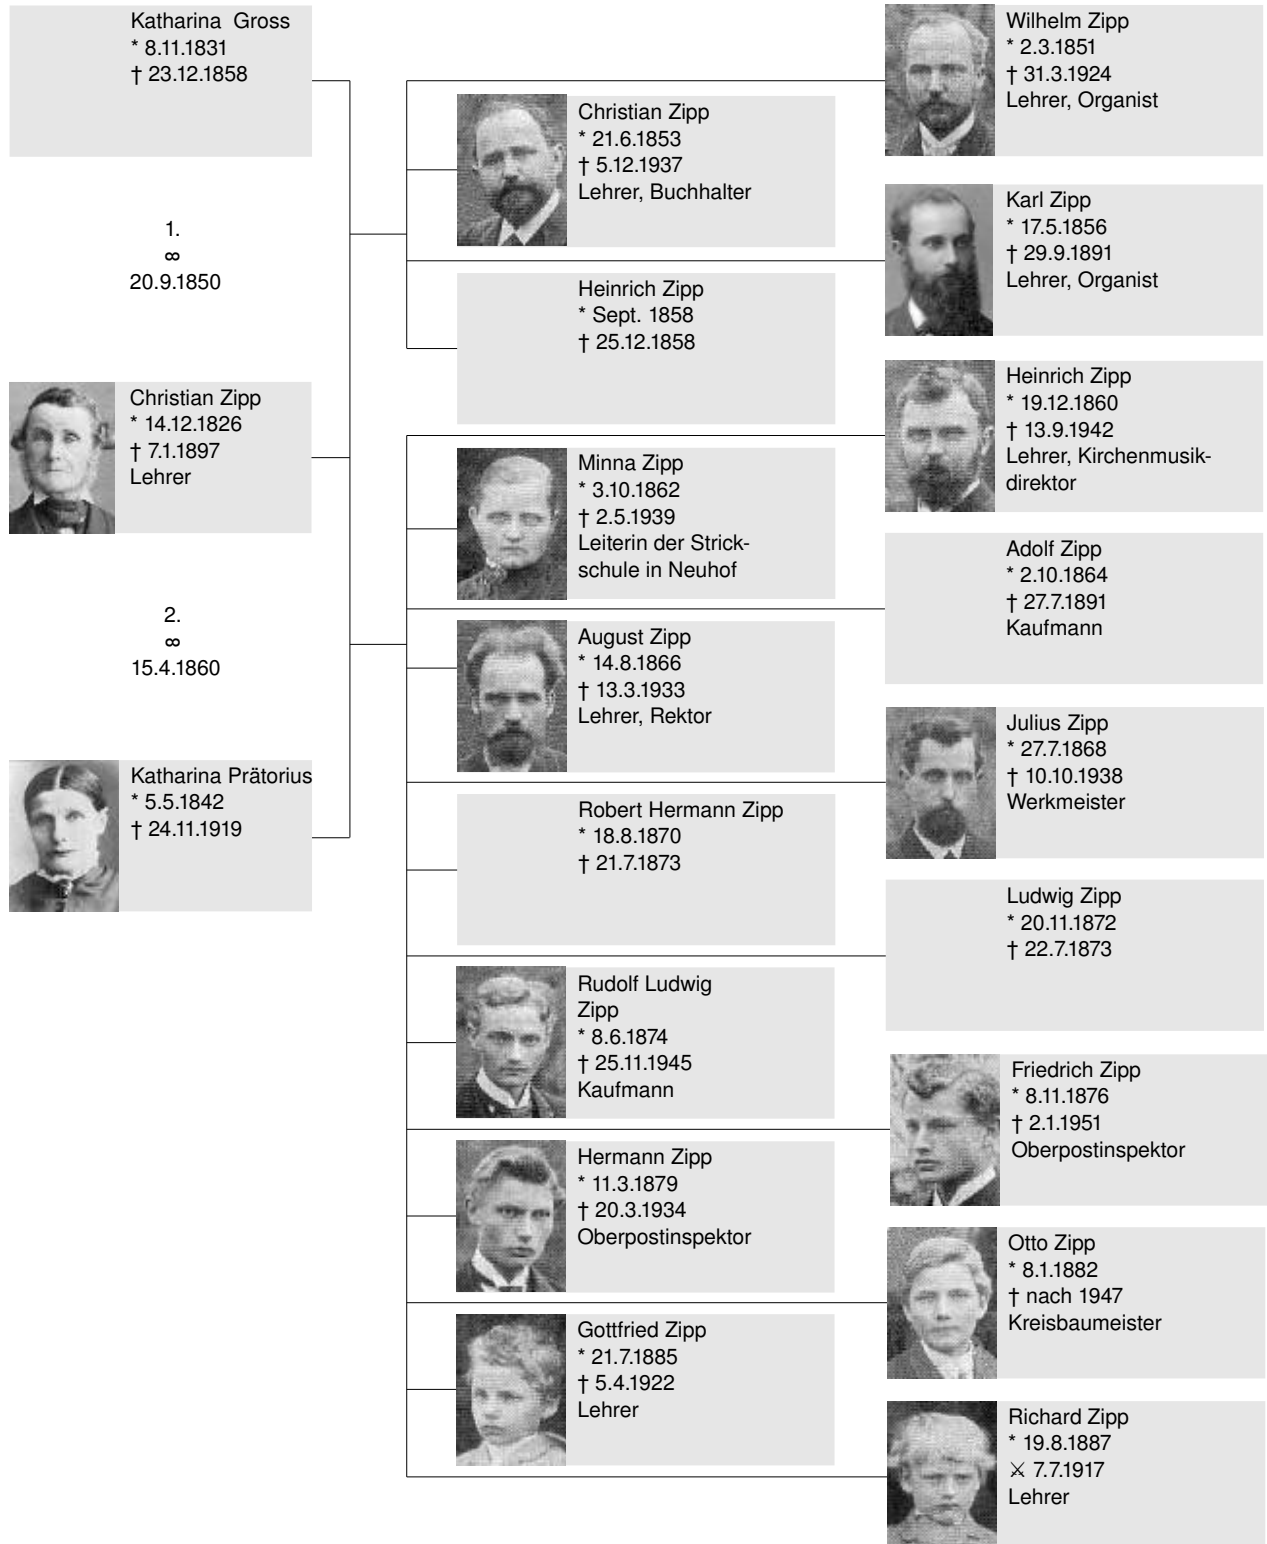 Katharina Gross
* 8.11.1831
† 23.12.1858
1.
∞
20.9.1850
Christian Zipp
* 14.12.1826
† 7.1.1897
Lehrer
2.
∞
15.4.1860
Katharina Prätorius
* 5.5.1842
† 24.11.1919
Wilhelm Zipp
* 2.3.1851
† 31.3.1924
Lehrer, Organist
Christian Zipp
* 21.6.1853
† 5.12.1937
Lehrer, Buchhalter
Karl Zipp
* 17.5.1856
† 29.9.1891
Lehrer, Organist
Heinrich Zipp
* Sept. 1858
† 25.12.1858
Heinrich Zipp
* 19.12.1860
† 13.9.1942
Lehrer, Kirchenmusik-
direktor
Minna Zipp
* 3.10.1862
† 2.5.1939
Leiterin der Strick-
schule in Neuhof
Adolf Zipp
* 2.10.1864
† 27.7.1891
Kaufmann
August Zipp
* 14.8.1866
† 13.3.1933
Lehrer, Rektor
Julius Zipp
* 27.7.1868
† 10.10.1938
Werkmeister
Robert Hermann Zipp
* 18.8.1870
† 21.7.1873
Ludwig Zipp
* 20.11.1872
† 22.7.1873
Rudolf Ludwig
Zipp
* 8.6.1874
† 25.11.1945
Kaufmann
Friedrich Zipp
* 8.11.1876
† 2.1.1951
Oberpostinspektor
Hermann Zipp
* 11.3.1879
† 20.3.1934
Oberpostinspektor
Otto Zipp
* 8.1.1882
† nach 1947
Kreisbaumeister
Gottfried Zipp
* 21.7.1885
† 5.4.1922
Lehrer
Richard Zipp
* 19.8.1887
⚔ 7.7.1917
Lehrer